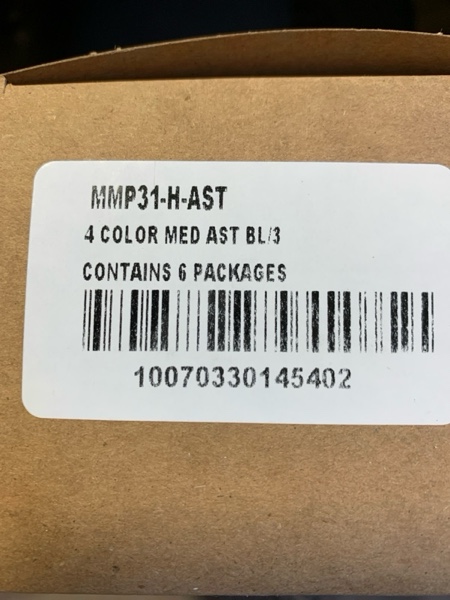 MMP31-H-AST
4 COLOR MED AST BL/3
CONTAINS 6 PACKAGES
10070330145402